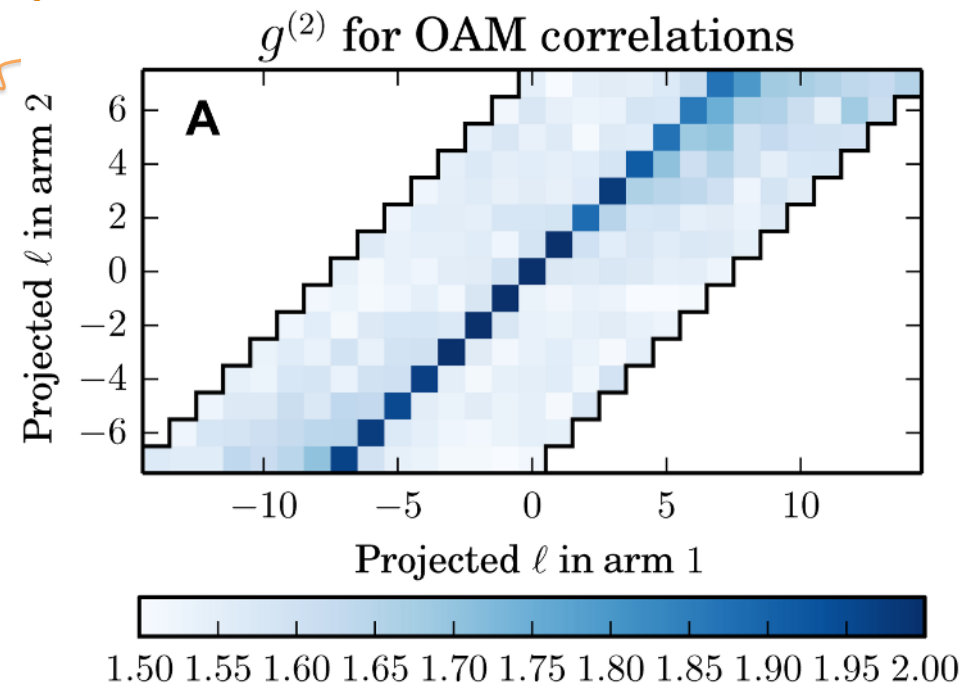 g⁽²⁾ for OAM correlations
A
Projected ℓ in arm 2
6
4
2
0
−2
−4
−6
−10 −5 0 5 10
Projected ℓ in arm 1
1.50 1.55 1.60 1.65 1.70 1.75 1.80 1.85 1.90 1.95 2.00